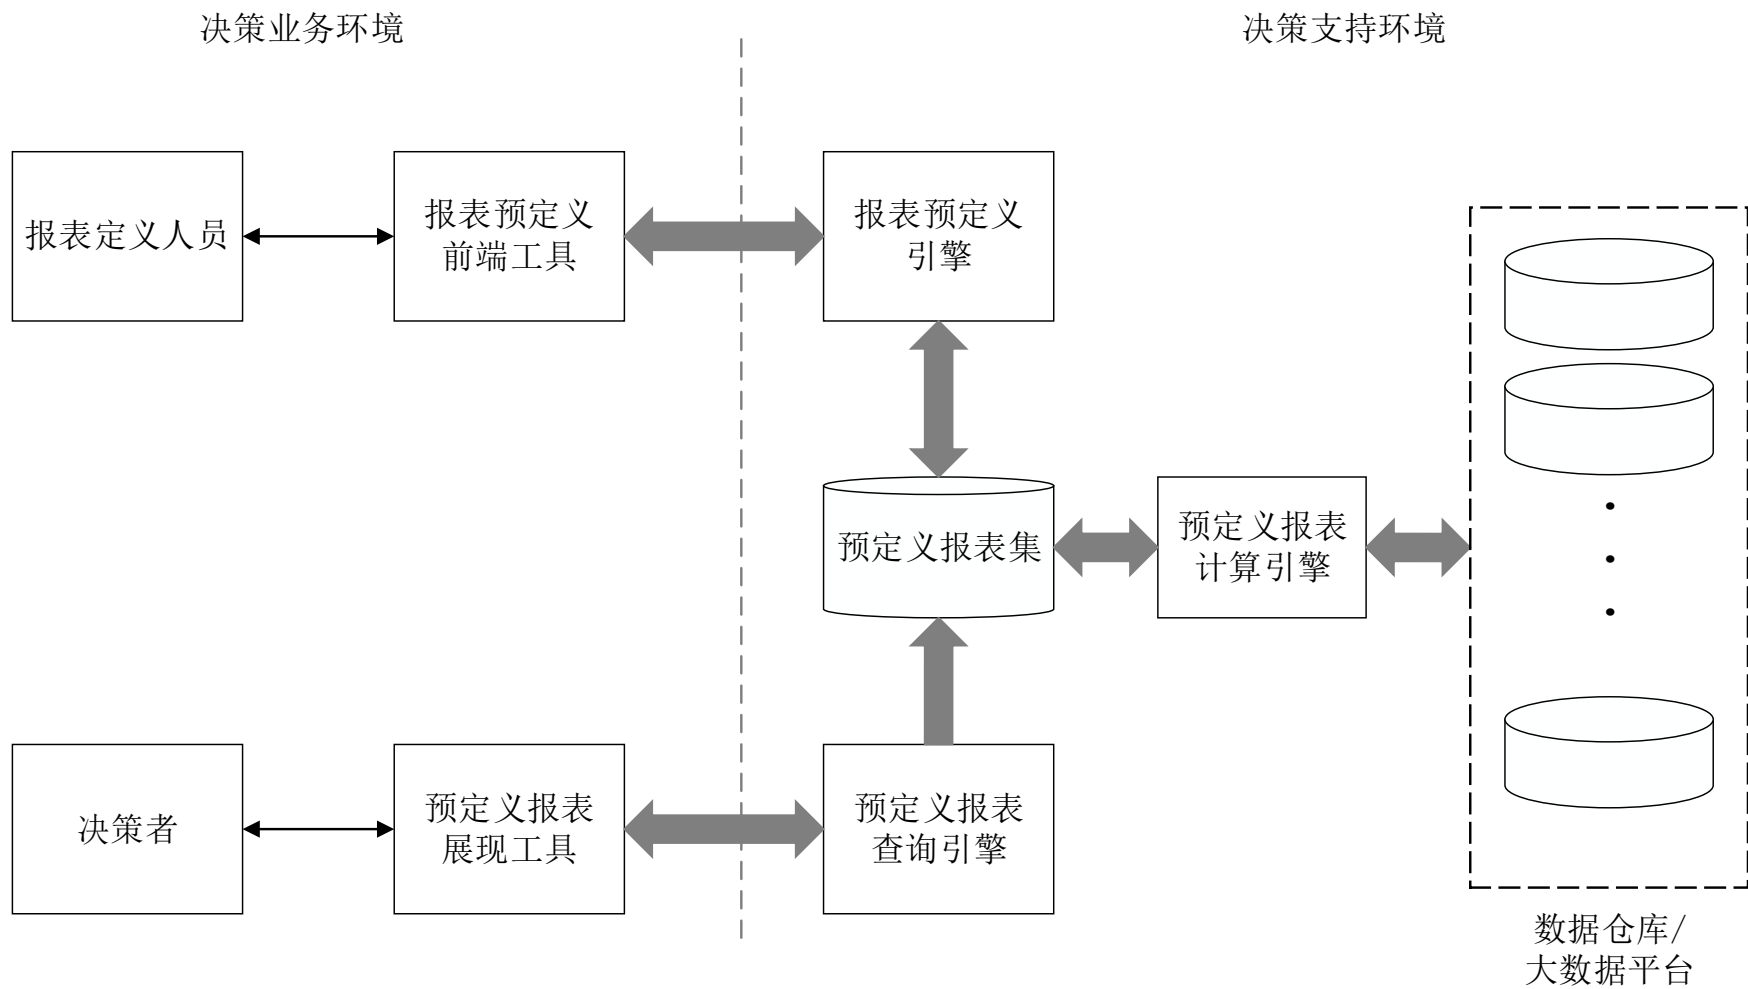 决策业务环境
决策支持环境
报表定义人员
报表预定义
前端工具
报表预定义
引擎
预定义报表集
预定义报表
计算引擎
决策者
预定义报表
展现工具
预定义报表
查询引擎
数据仓库/
大数据平台